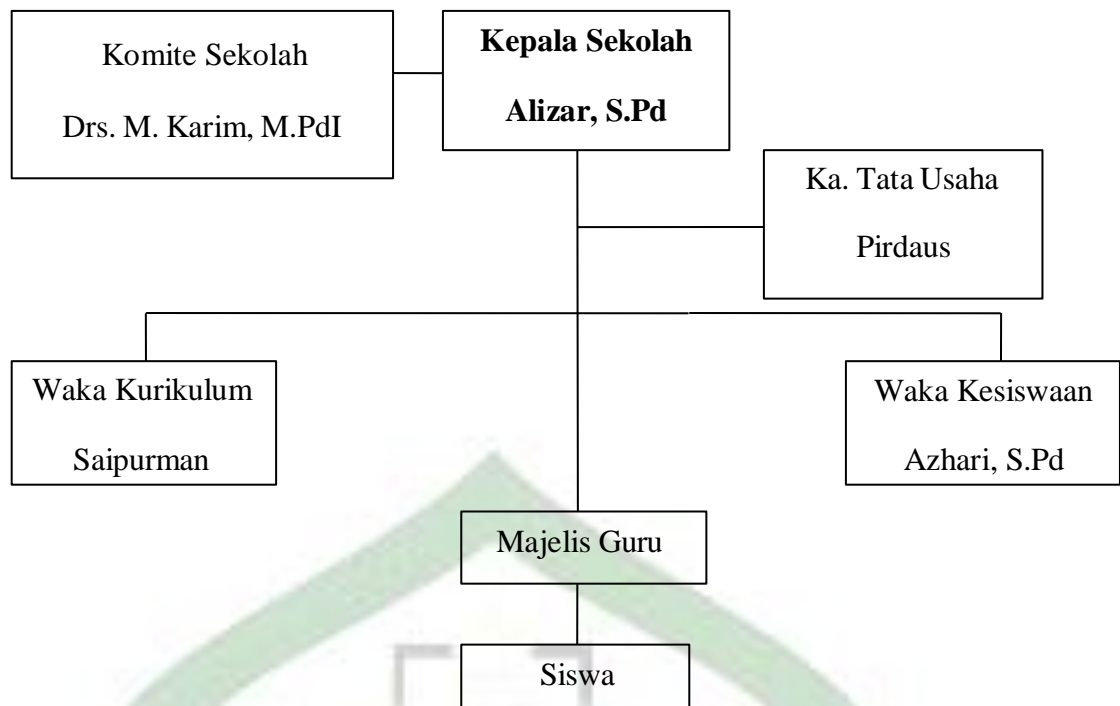 Komite Sekolah
Drs. M. Karim, M.PdI
Kepala Sekolah
Alizar, S.Pd
Ka. Tata Usaha
Pirdaus
Waka Kurikulum
Saipurman
Waka Kesiswaan
Azhari, S.Pd
Majelis Guru
Siswa